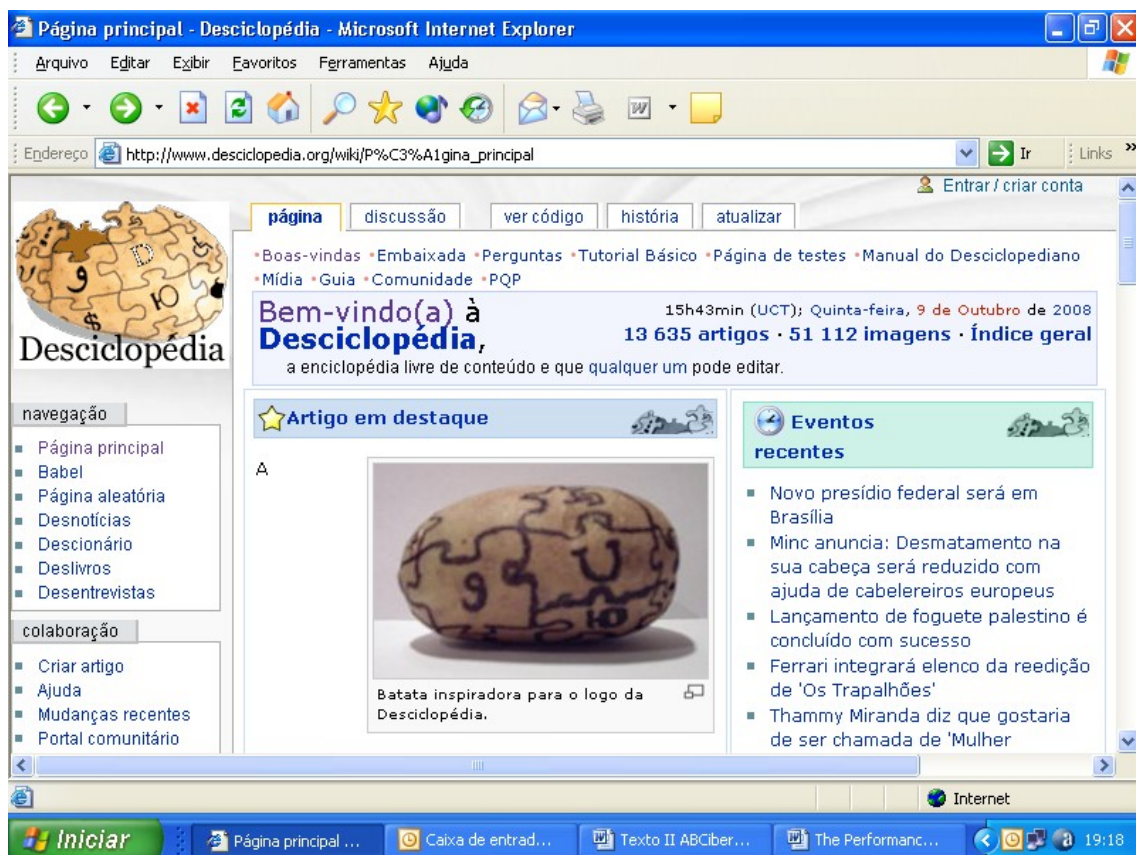 Página principal - Desciclopédia - Microsoft Internet Explorer
Arquivo Editar Exibir Favoritos Ferramentas Ajuda
Endereço http://www.desciclopedia.org/wiki/P%C3%A1gina_principal Ir Links »
Entrar / criar conta
página discussão ver código história atualizar
Desciclopédia
•Boas-vindas •Embaixada •Perguntas •Tutorial Básico •Página de testes •Manual do Desciclopediano
•Mídia •Guia •Comunidade •PQP
Bem-vindo(a) à
Desciclopédia,
a enciclopédia livre de conteúdo e que qualquer um pode editar.
15h43min (UCT); Quinta-feira, 9 de Outubro de 2008
13 635 artigos · 51 112 imagens · Índice geral
navegação
Página principal
Babel
Página aleatória
Desnotícias
Descionário
Deslivros
Desentrevistas
colaboração
Criar artigo
Ajuda
Mudanças recentes
Portal comunitário
Artigo em destaque
A
Batata inspiradora para o logo da
Desciclopédia.
Eventos
recentes
Novo presídio federal será em
Brasília
Minc anuncia: Desmatamento na
sua cabeça será reduzido com
ajuda de cabelereiros europeus
Lançamento de foguete palestino é
concluído com sucesso
Ferrari integrará elenco da reedição
de 'Os Trapalhões'
Thammy Miranda diz que gostaria
de ser chamada de 'Mulher
Internet
Iniciar Página principal ... Caixa de entrad... Texto II ABCiber... The Performanc... 19:18